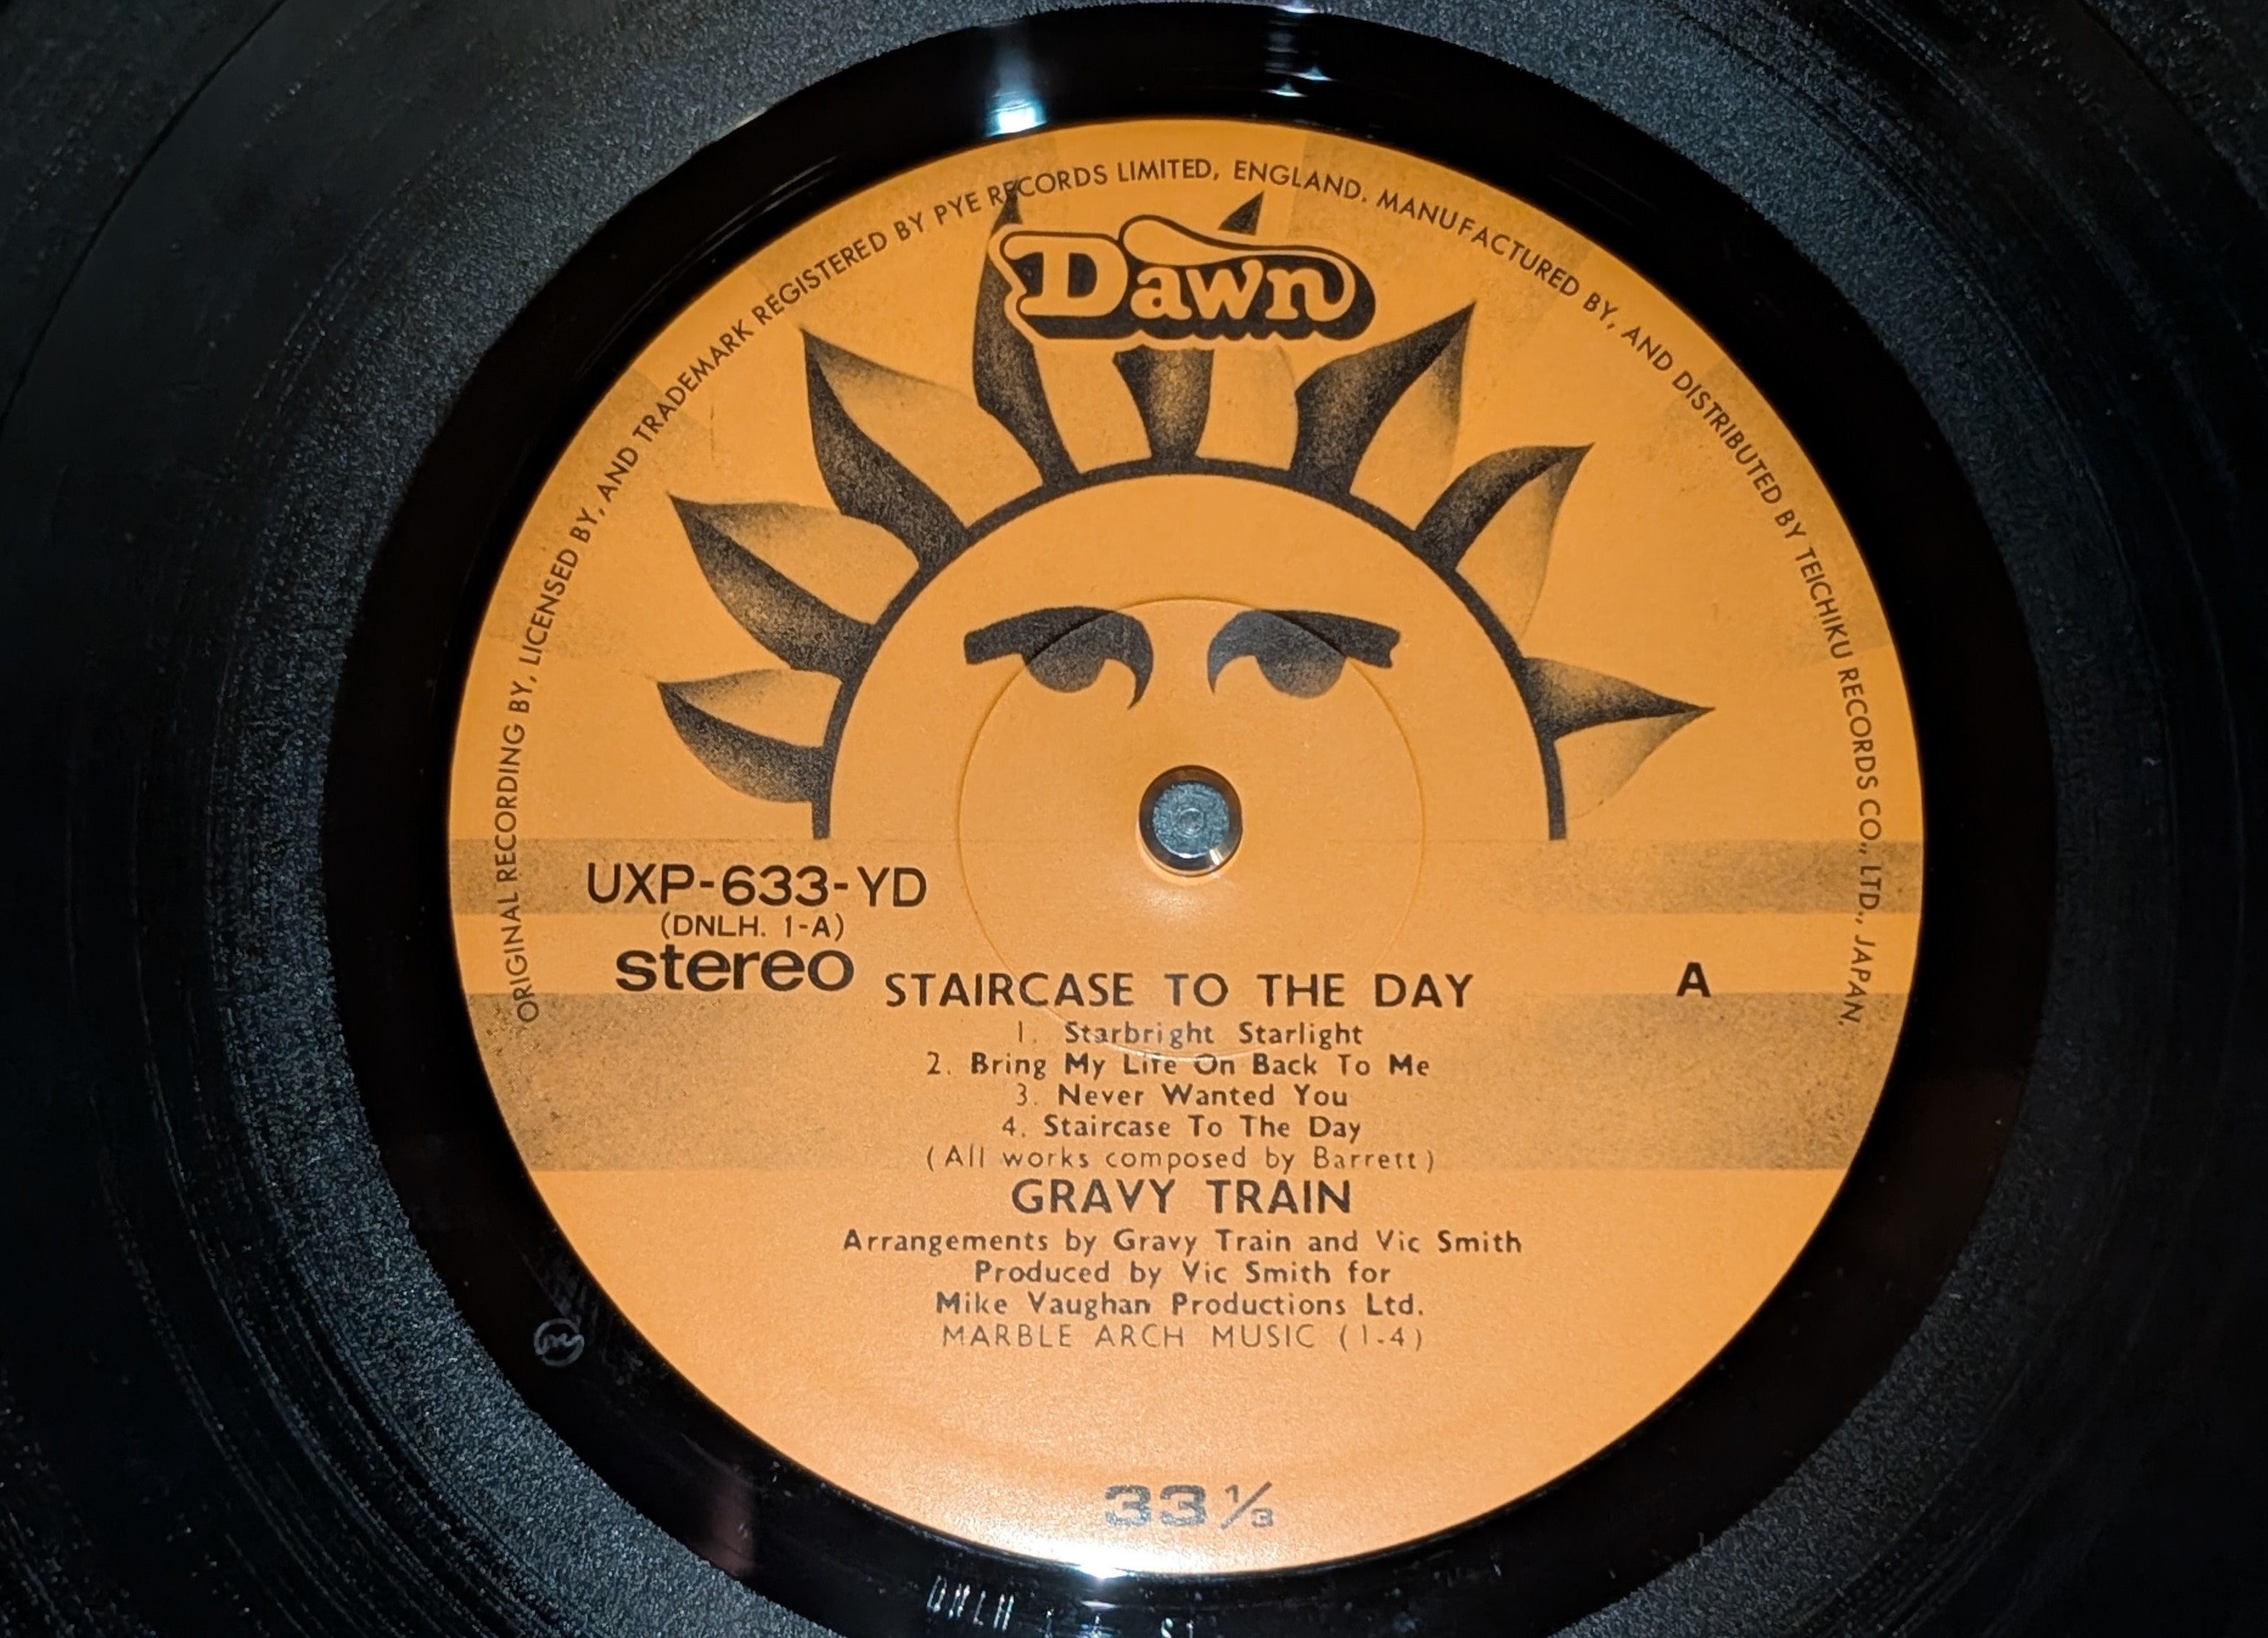 ORIGINAL RECORDING BY, LICENSED BY, AND TRADEMARK REGISTERED BY PYE RECORDS LIMITED, ENGLAND. MANUFACTURED BY, AND DISTRIBUTED BY TEICHIKU RECORDS CO., LTD., JAPAN.
Dawn
UXP-633-YD
(DNLH. 1-A)
stereo
A
STAIRCASE TO THE DAY
1. Starbright Starlight
2. Bring My Life On Back To Me
3. Never Wanted You
4. Staircase To The Day
(All works composed by Barrett)
GRAVY TRAIN
Arrangements by Gravy Train and Vic Smith
Produced by Vic Smith for
Mike Vaughan Productions Ltd.
MARBLE ARCH MUSIC (1-4)
33 1/3
DNLH